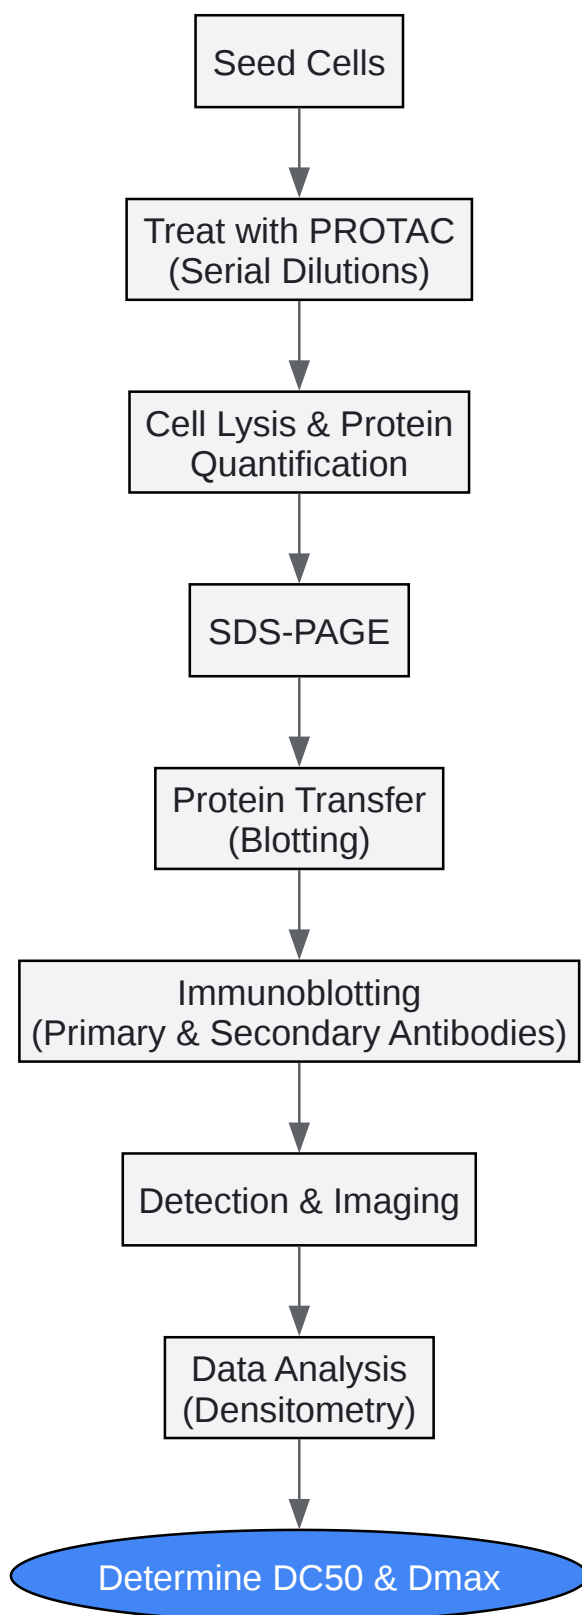 Seed Cells
Treat with PROTAC
(Serial Dilutions)
Cell Lysis & Protein
Quantification
SDS-PAGE
Protein Transfer
(Blotting)
Immunoblotting
(Primary & Secondary Antibodies)
Detection & Imaging
Data Analysis
(Densitometry)
Determine DC50 & Dmax